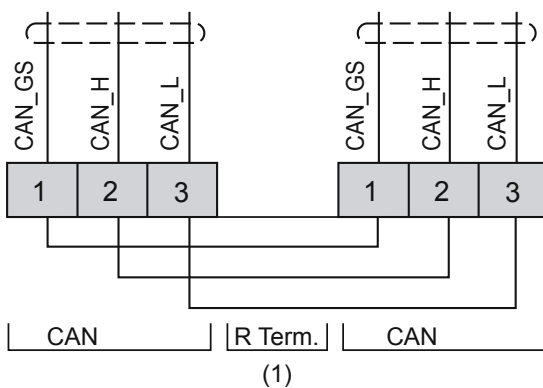 CAN_GS CAN_H CAN_L CAN_GS CAN_H CAN_L
1 2 3 1 2 3
CAN R Term. CAN
(1)